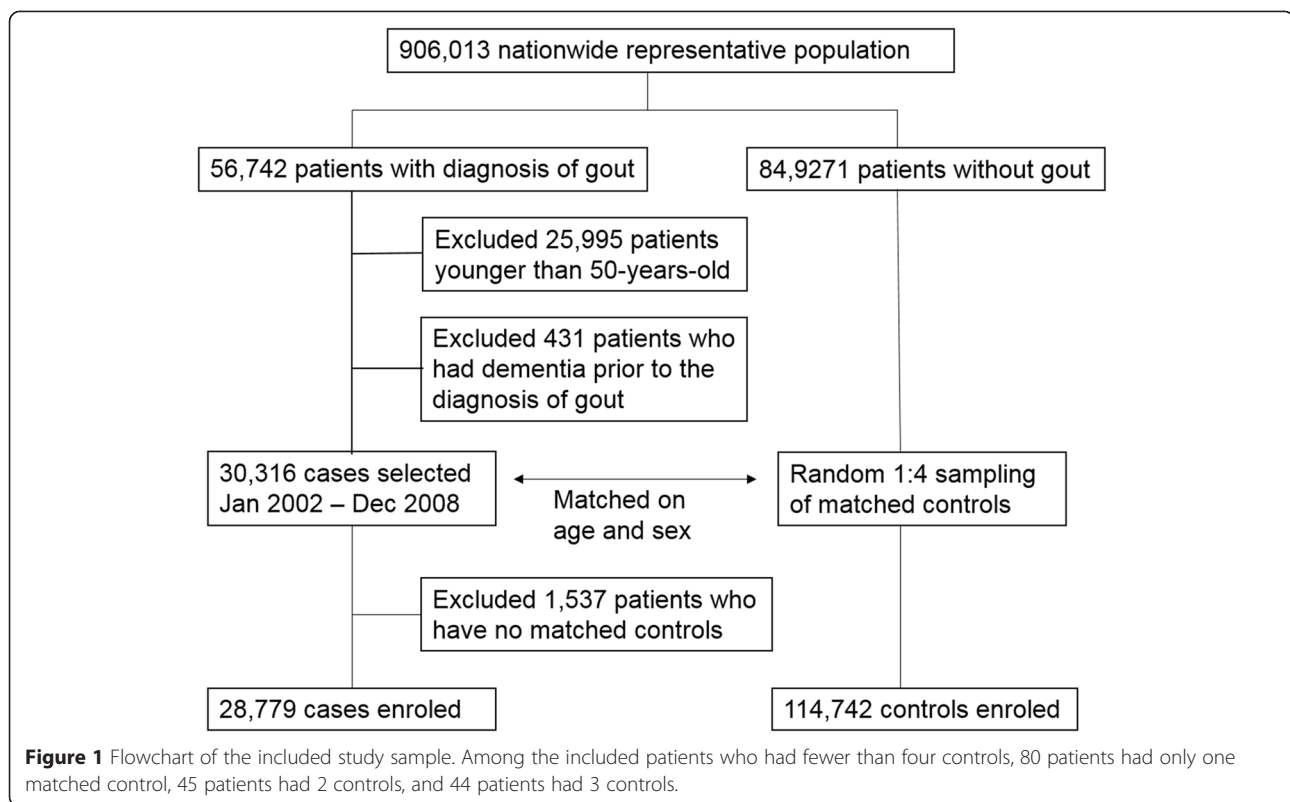 906,013 nationwide representative population
56,742 patients with diagnosis of gout
84,9271 patients without gout
Excluded 25,995 patients
younger than 50-years-old
Excluded 431 patients who
had dementia prior to the
diagnosis of gout
30,316 cases selected
Jan 2002 – Dec 2008
Matched on
age and sex
Random 1:4 sampling
of matched controls
Excluded 1,537 patients who
have no matched controls
28,779 cases enroled
114,742 controls enroled
Figure 1 Flowchart of the included study sample. Among the included patients who had fewer than four controls, 80 patients had only one
matched control, 45 patients had 2 controls, and 44 patients had 3 controls.